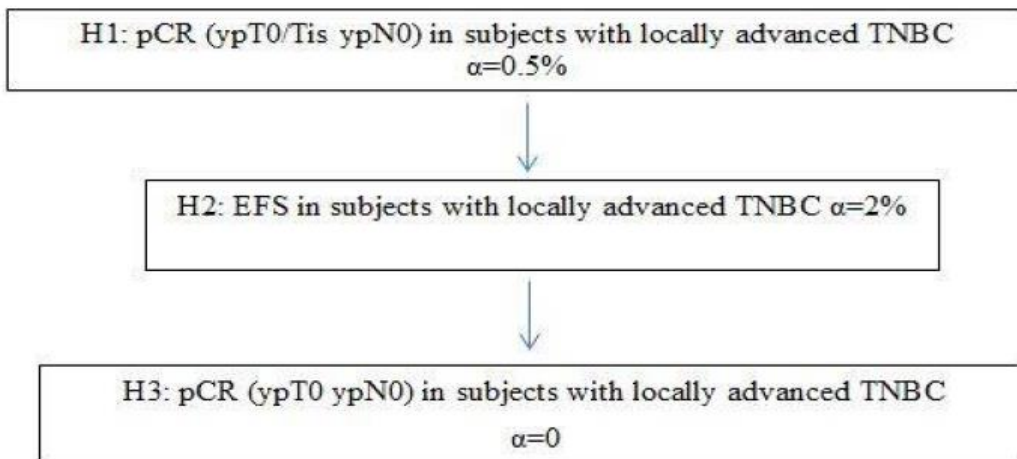 H1: pCR (ypT0/Tis ypN0) in subjects with locally advanced TNBC
α=0.5%
H2: EFS in subjects with locally advanced TNBC α=2%
H3: pCR (ypT0 ypN0) in subjects with locally advanced TNBC
α=0